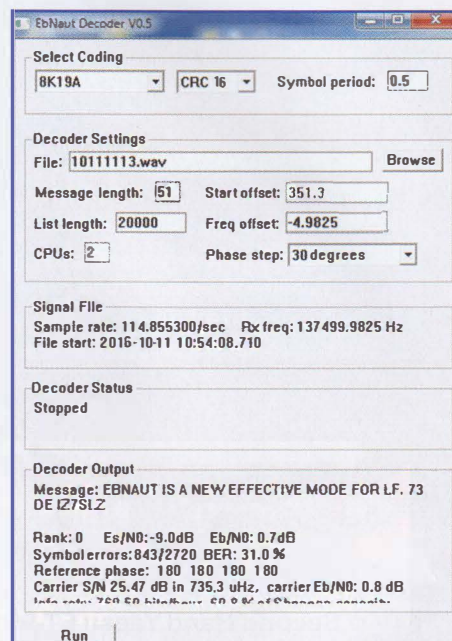 EbNaut Decoder V0.5
Select Coding
8K19A CRC 16 Symbol period: 0.5
Decoder Settings
File: 10111113.wav Browse
Message length: 51 Start offset: 351.3
List length: 20000 Freq offset: -4.9825
CPUs: 2 Phase step: 30 degrees
Signal File
Sample rate: 114.855300/sec Rx freq: 137499.9825 Hz
File start: 2016-10-11 10:54:08.710
Decoder Status
Stopped
Decoder Output
Message: EBNAUT IS A NEW EFFECTIVE MODE FOR LF. 73
DE IZ7SLZ
Rank: 0 Es/N0:-9.0dB Eb/N0: 0.7dB
Symbol errors: 843/2720 BER: 31.0 %
Reference phase: 180 180 180 180
Carrier S/N 25.47 dB in 735.3 uHz, carrier Eb/N0: 0.8 dB
Run